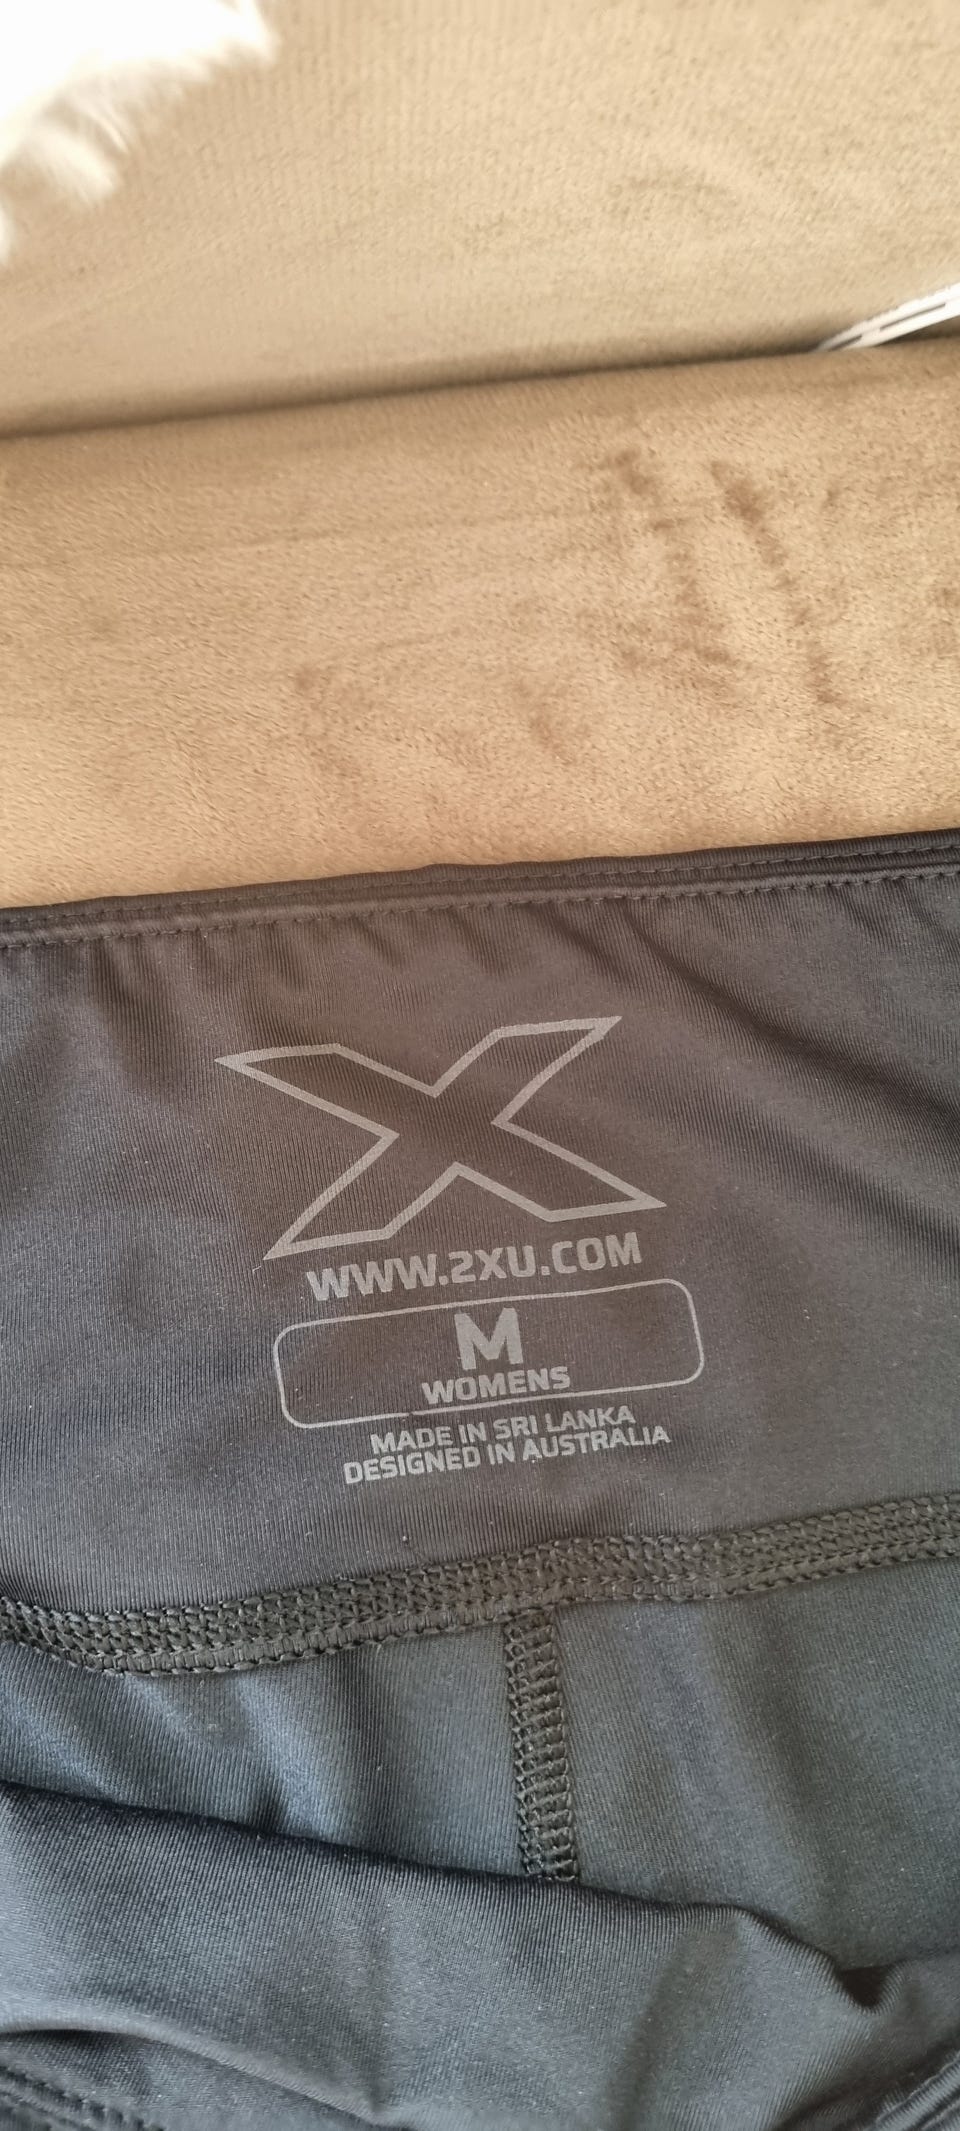 X
WWW.2XU.COM
M
WOMENS
MADE IN SRI LANKA
DESIGNED IN AUSTRALIA